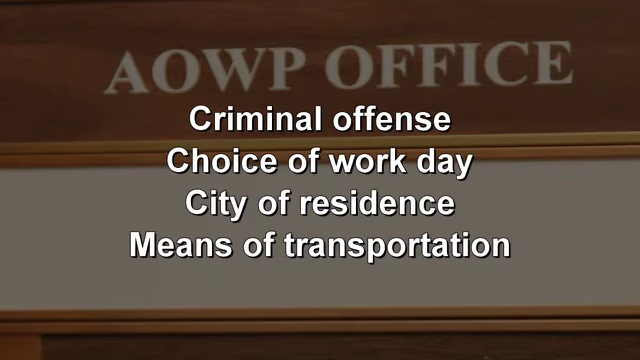 AOWP OFFICE
Criminal offense
Choice of work day
City of residence
Means of transportation